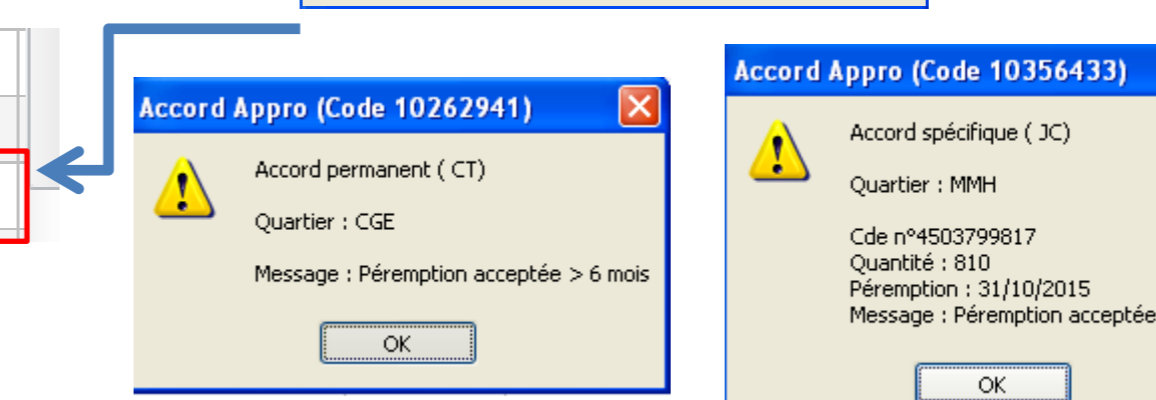 Accord Appro (Code 10262941)
Accord permanent ( CT)
Quartier : CGE
Message : Péremption acceptée > 6 mois
OK
Accord Appro (Code 10356433)
Accord spécifique ( JC)
Quartier : MMH
Cde n°4503799817
Quantité : 810
Péremption : 31/10/2015
Message : Péremption acceptée
OK